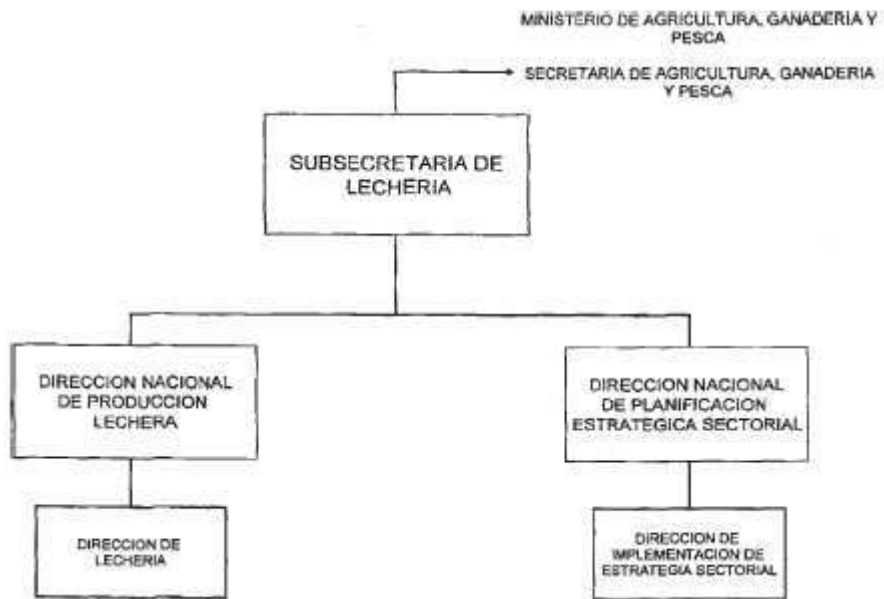 MINISTERIO DE AGRICULTURA, GANADERIA Y
PESCA
SECRETARIA DE AGRICULTURA, GANADERIA
Y PESCA
SUBSECRETARIA DE
LECHERIA
DIRECCION NACIONAL
DE PRODUCCION
LECHERA
DIRECCION NACIONAL
DE PLANIFICACION
ESTRATEGICA SECTORIAL
DIRECCION DE
LECHERIA
DIRECCION DE
IMPLEMENTACION DE
ESTRATEGIA SECTORIAL